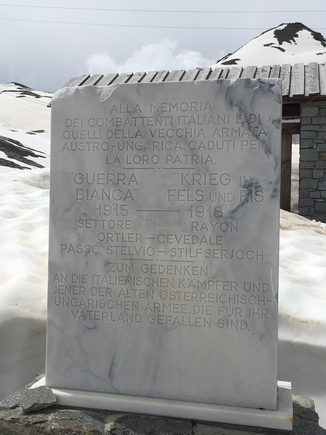 ALLA MEMORIA
DEI COMBATTENTI ITALIANI E DI
QUELLI DELLA VECCHIA ARMATA
AUSTRO-UNGARICA, CADUTI PER
LA LORO PATRIA.
"GUERRA KRIEG IN
BIANCA" FELS UND EIS
1915 — 1918
SETTORE RAYON
ORTLER — CEVEDALE
PASSO STELVIO — STILFSERJOCH
ZUM GEDENKEN
AN DIE ITALIENISCHEN KÄMPFER UND
JENER DER ALTEN ÖSTERREICHISCH-
UNGARISCHEN ARMEE, DIE FÜR IHR
VATERLAND GEFALLEN SIND.